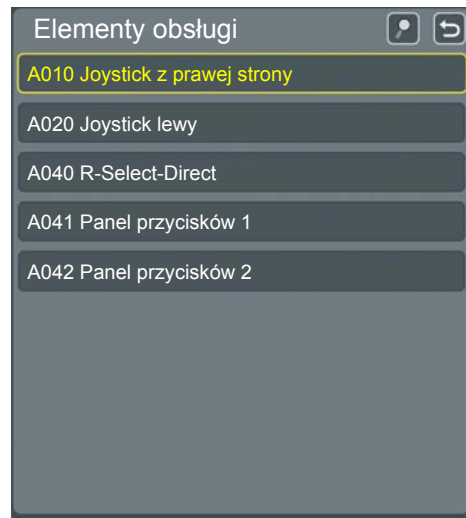 Elementy obsługi
A010 Joystick z prawej strony
A020 Joystick lewy
A040 R-Select-Direct
A041 Panel przycisków 1
A042 Panel przycisków 2